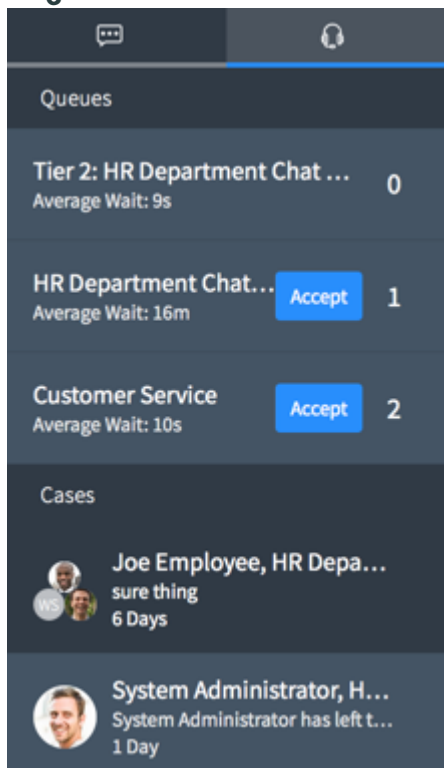 Queues
Tier 2: HR Department Chat ...
0
Average Wait: 9s
HR Department Chat...
Accept
1
Average Wait: 16m
Customer Service
Accept
2
Average Wait: 10s
Cases
Joe Employee, HR Depa...
sure thing
WS
6 Days
System Administrator, H...
System Administrator has left t...
1 Day